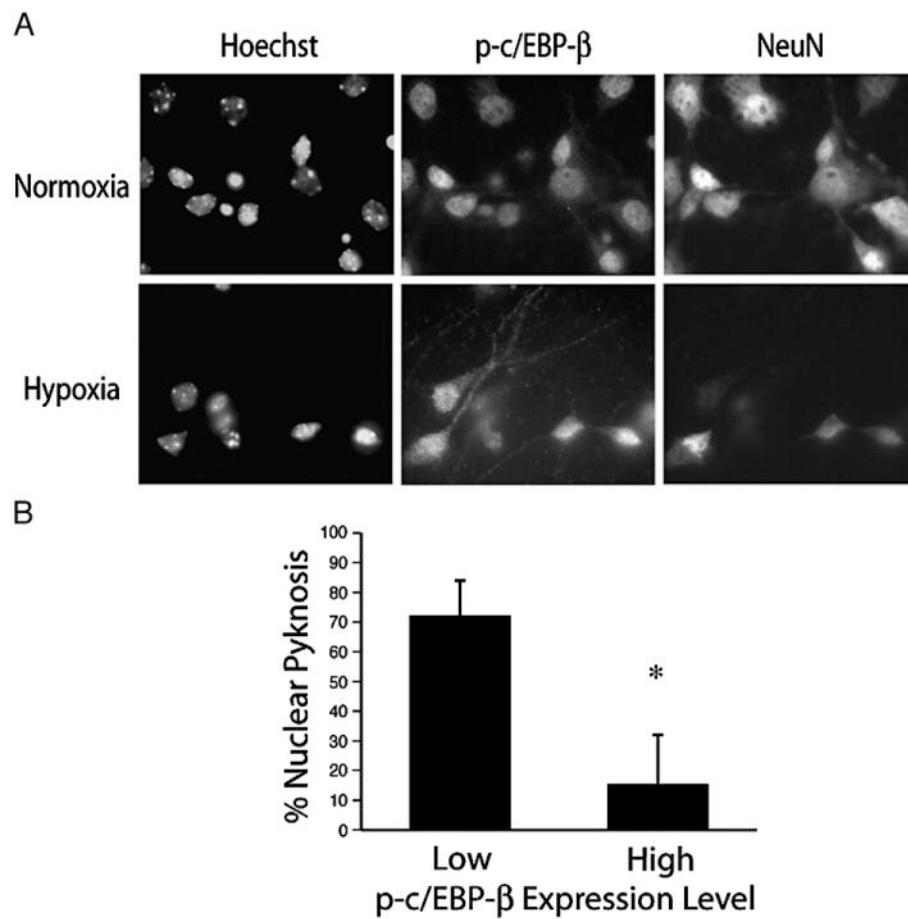 A
Hoechst p-c/EBP-β NeuN
Normoxia
Hypoxia
B
% Nuclear Pyknosis
100
90
80
70
60
50
40
30
20
10
0
*
Low High
p-c/EBP-β Expression Level